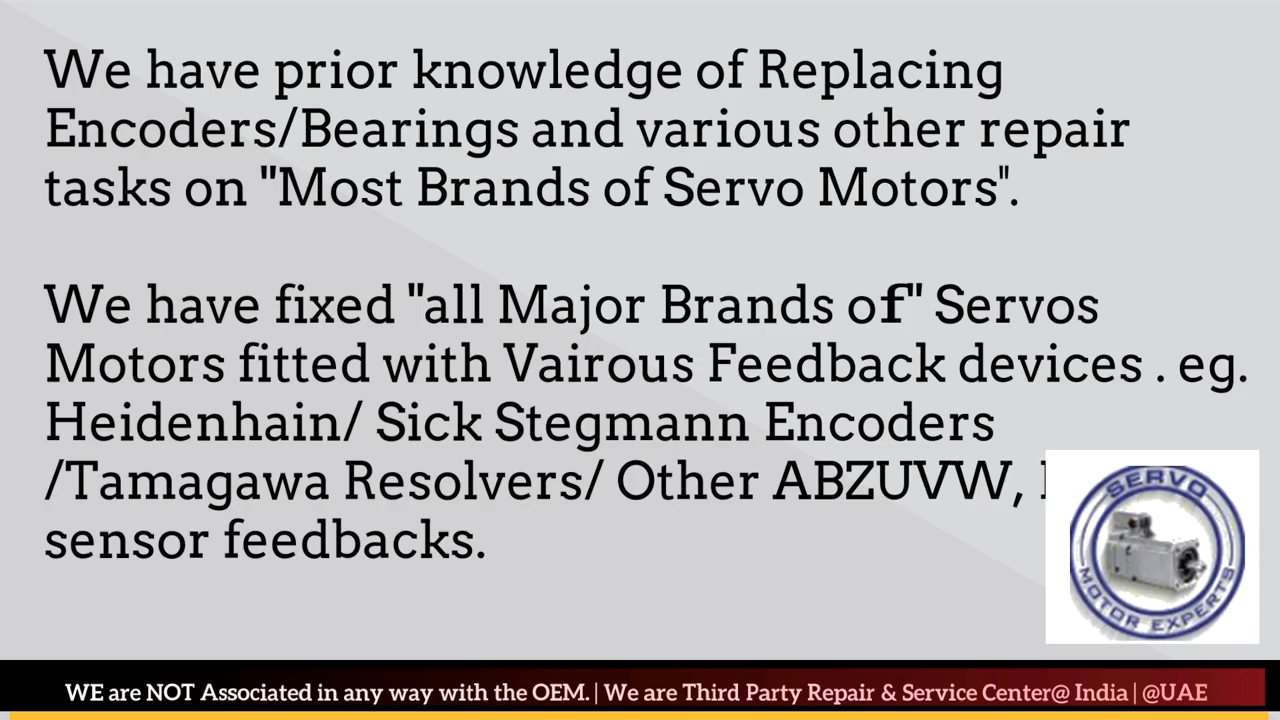 We have prior knowledge of Replacing
Encoders/Bearings and various other repair
tasks on "Most Brands of Servo Motors".
We have fixed "all Major Brands of" Servos
Motors fitted with Vairous Feedback devices . eg.
Heidenhain/ Sick Stegmann Encoders
/Tamagawa Resolvers/ Other ABZUVW,
sensor feedbacks.
SERVO
MOTOR EXPERTS
WE are NOT Associated in any way with the OEM. | We are Third Party Repair & Service Center@ India | @UAE